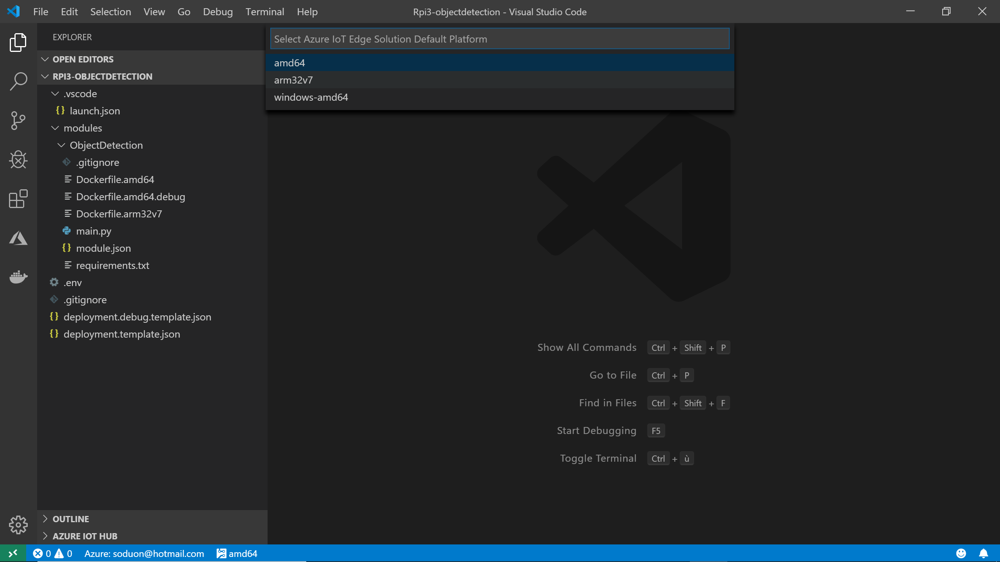 File Edit Selection View Go Debug Terminal Help
Rpi3-objectdetection - Visual Studio Code
EXPLORER
OPEN EDITORS
RPI3-OBJECTDETECTION
.vscode
launch.json
modules
ObjectDetection
.gitignore
Dockerfile.amd64
Dockerfile.amd64.debug
Dockerfile.arm32v7
main.py
module.json
requirements.txt
.env
.gitignore
deployment.debug.template.json
deployment.template.json
OUTLINE
AZURE IOT HUB
Select Azure IoT Edge Solution Default Platform
amd64
arm32v7
windows-amd64
Show All Commands Ctrl + Shift + P
Go to File Ctrl + P
Find in Files Ctrl + Shift + F
Start Debugging F5
Toggle Terminal Ctrl + ù
0 0 Azure: soduon@hotmail.com amd64